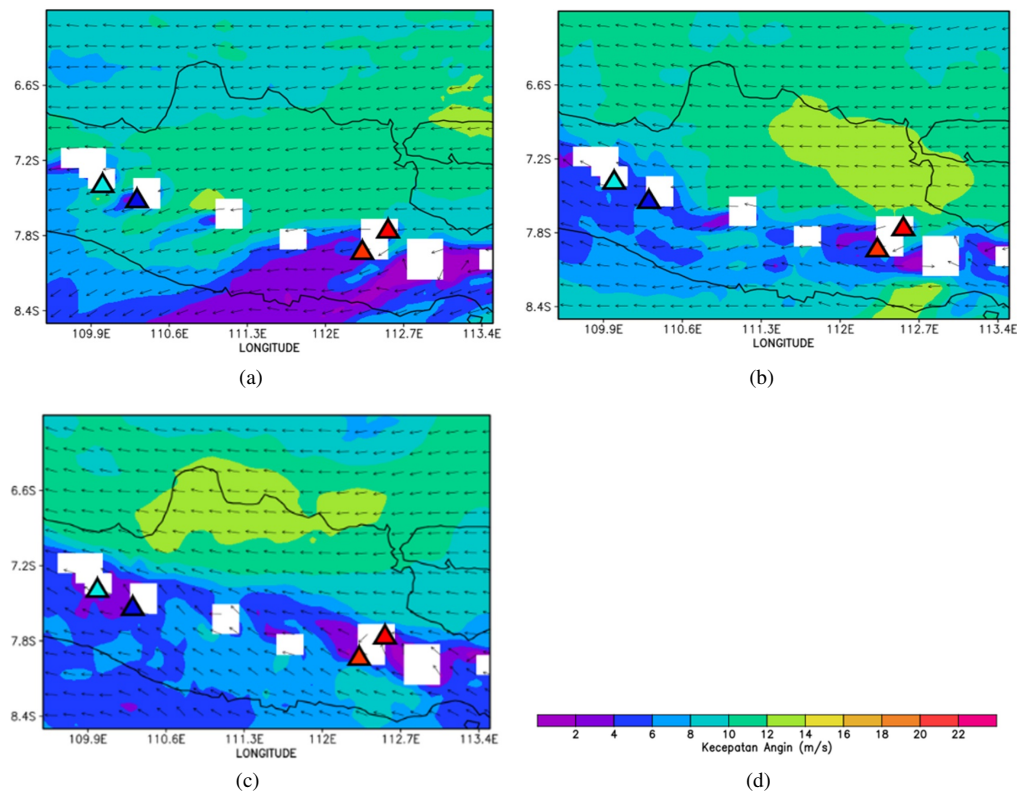 6.6S
7.2S
7.8S
8.4S
109.9E 110.6E 111.3E 112E 112.7E 113.4E
LONGITUDE
(a)
6.6S
7.2S
7.8S
8.4S
109.9E 110.6E 111.3E 112E 112.7E 113.4E
LONGITUDE
(b)
6.6S
7.2S
7.8S
8.4S
109.9E 110.6E 111.3E 112E 112.7E 113.4E
LONGITUDE
(c)
2 4 6 8 10 12 14 16 18 20 22
Kecepatan Angin (m/s)
(d)